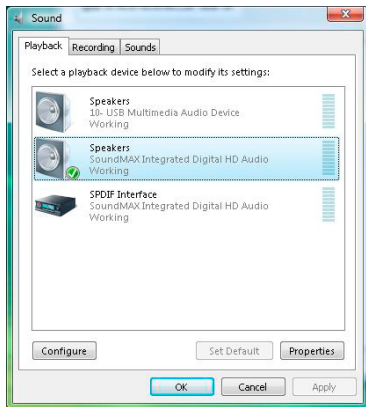 Sound
Playback Recording Sounds
Select a playback device below to modify its settings:
Speakers
10- USB Multimedia Audio Device
Working
Speakers
SoundMAX Integrated Digital HD Audio
Working
SPDIF Interface
SoundMAX Integrated Digital HD Audio
Working
Configure Set Default Properties
OK Cancel Apply